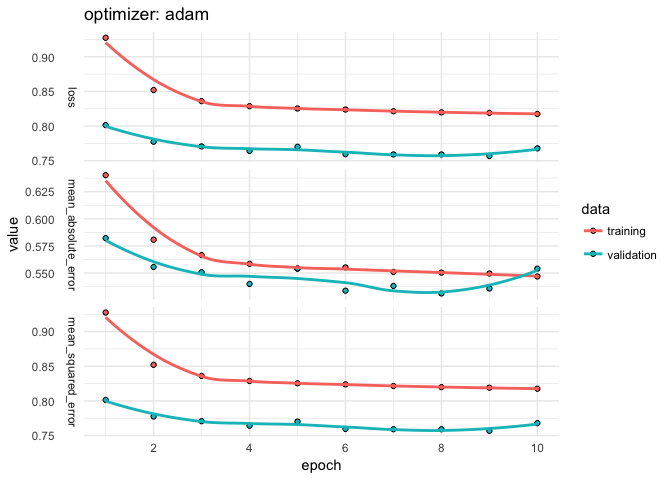 optimizer: adam
0.90
0.85
0.80
0.75
loss
0.625
0.600
0.575
0.550
mean_absolute_error
0.90
0.85
0.80
0.75
mean_squared_error
value
2
4
6
8
10
epoch
data
training
validation